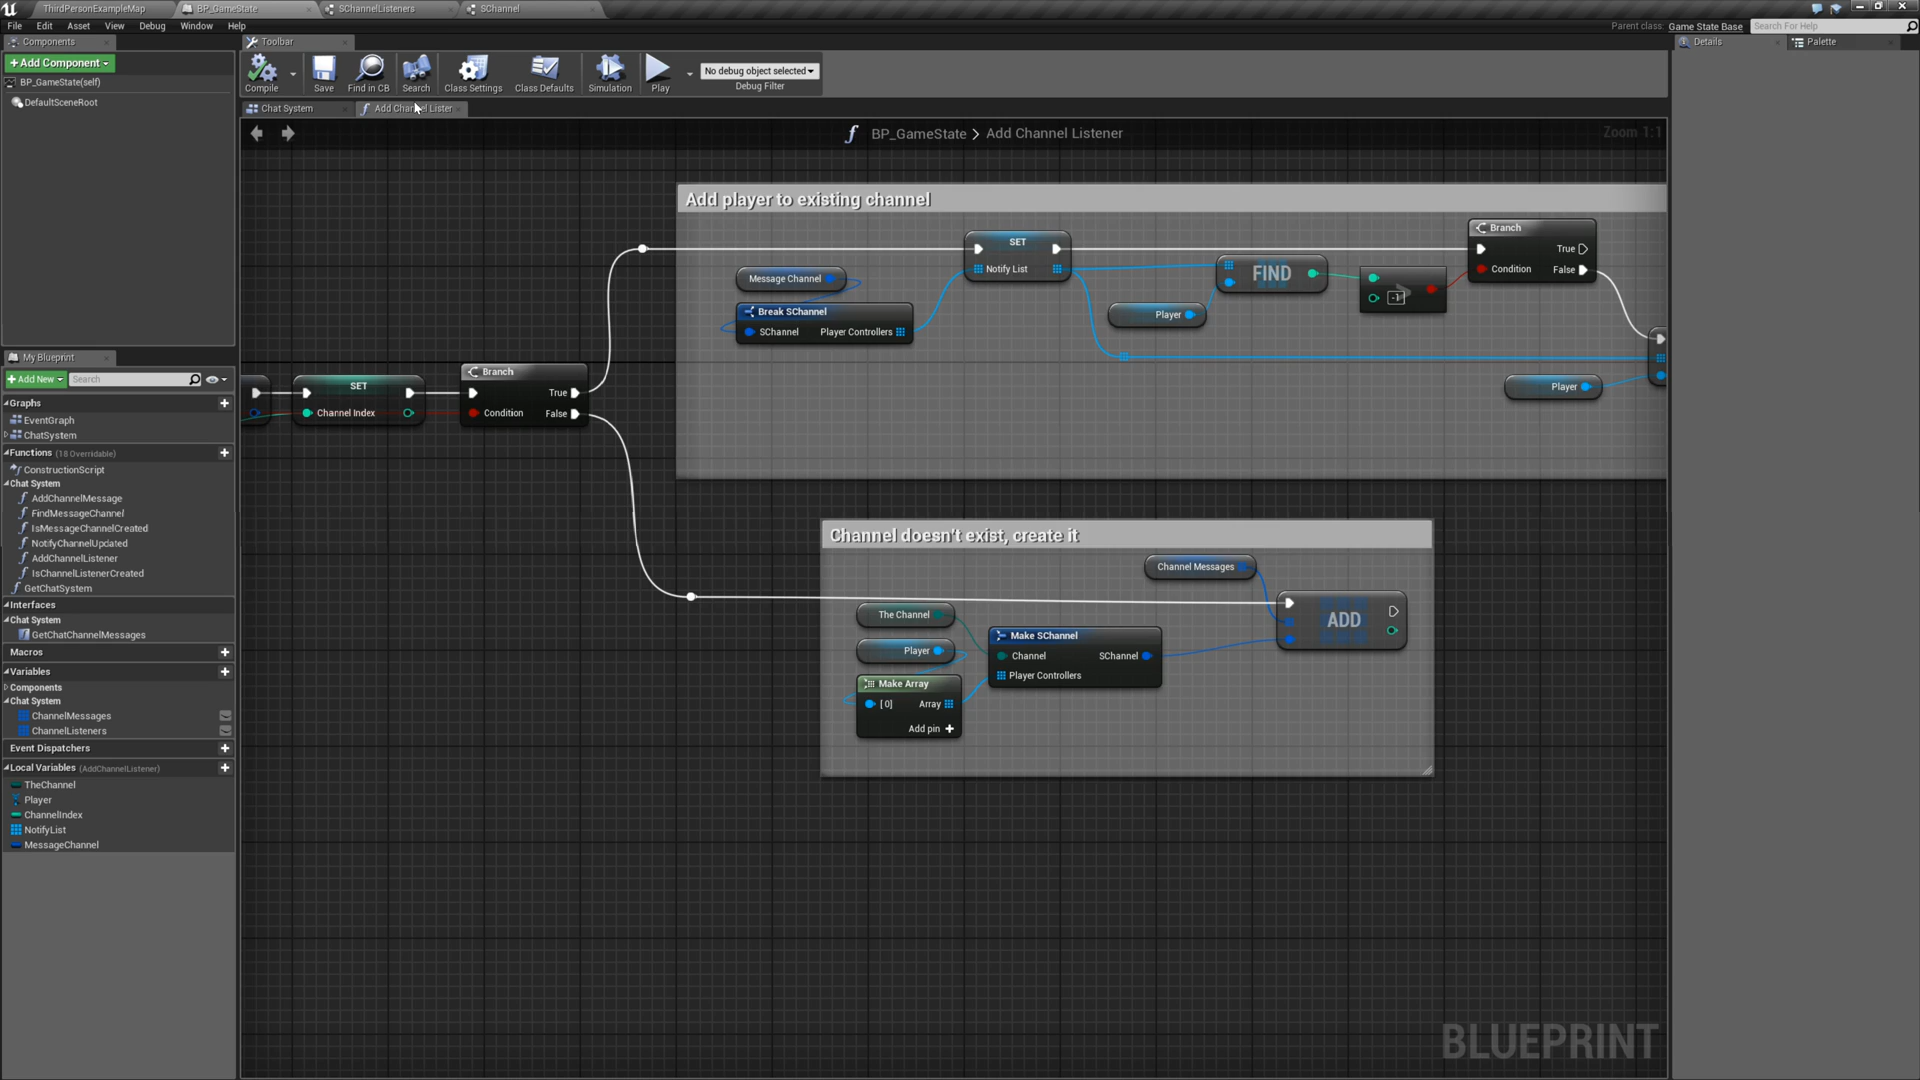 ThirdPersonExampleMap
BP_GameState
SChannelListeners
SChannel
File Edit Asset View Debug Window Help
Parent class: Game State Base
Search For Help
Components
Toolbar
Details
Palette
+Add Component
BP_GameState(self)
DefaultSceneRoot
Compile
Save
Find in CB
Search
Class Settings
Class Defaults
Simulation
Play
No debug object selected
Debug Filter
Chat System
Add Channel Listener
BP_GameState > Add Channel Listener
Zoom 1:1
Add player to existing channel
Message Channel
Break SChannel
SChannel Player Controllers
SET
Notify List
FIND
Player
-1
Branch
True
Condition False
Player
SET
Channel Index
Branch
True
Condition False
Channel doesn't exist, create it
Channel Messages
The Channel
Player
Make Array
[0] Array
Add pin +
Make SChannel
Channel SChannel
Player Controllers
ADD
My Blueprint
+Add New
Search
Graphs
EventGraph
ChatSystem
Functions (18 Overridable)
ConstructionScript
Chat System
AddChannelMessage
FindMessageChannel
IsMessageChannelCreated
NotifyChannelUpdated
AddChannelListener
IsChannelListenerCreated
GetChatSystem
Interfaces
Chat System
GetChatChannelMessages
Macros
Variables
Components
Chat System
ChannelMessages
ChannelListeners
Event Dispatchers
Local Variables (AddChannelListener)
TheChannel
Player
ChannelIndex
NotifyList
MessageChannel
BLUEPRINT